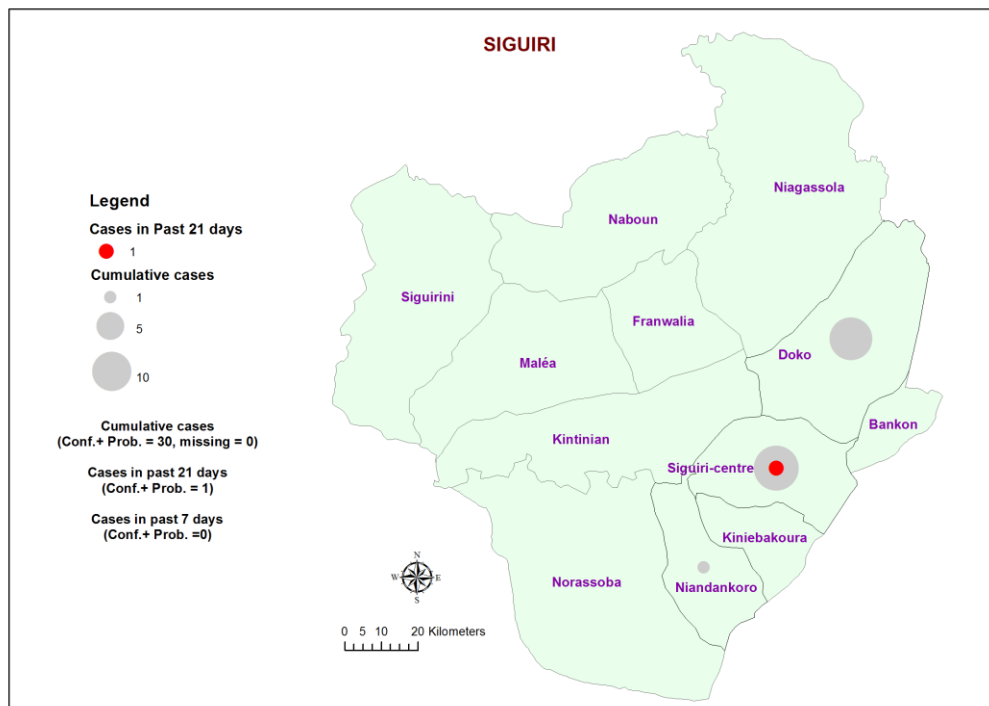 SIGUIRI
Legend
Cases in Past 21 days
1
Cumulative cases
1
5
10
Cumulative cases
(Conf.+ Prob. = 30, missing = 0)
Cases in past 21 days
(Conf.+ Prob. = 1)
Cases in past 7 days
(Conf.+ Prob. =0)
Niagassola
Naboun
Siguirini
Franwalia
Maléa
Doko
Bankon
Kintinian
Siguiri-centre
Kiniebakoura
Norassoba
Niandankoro
N
W E
S
0 5 10 20 Kilometers